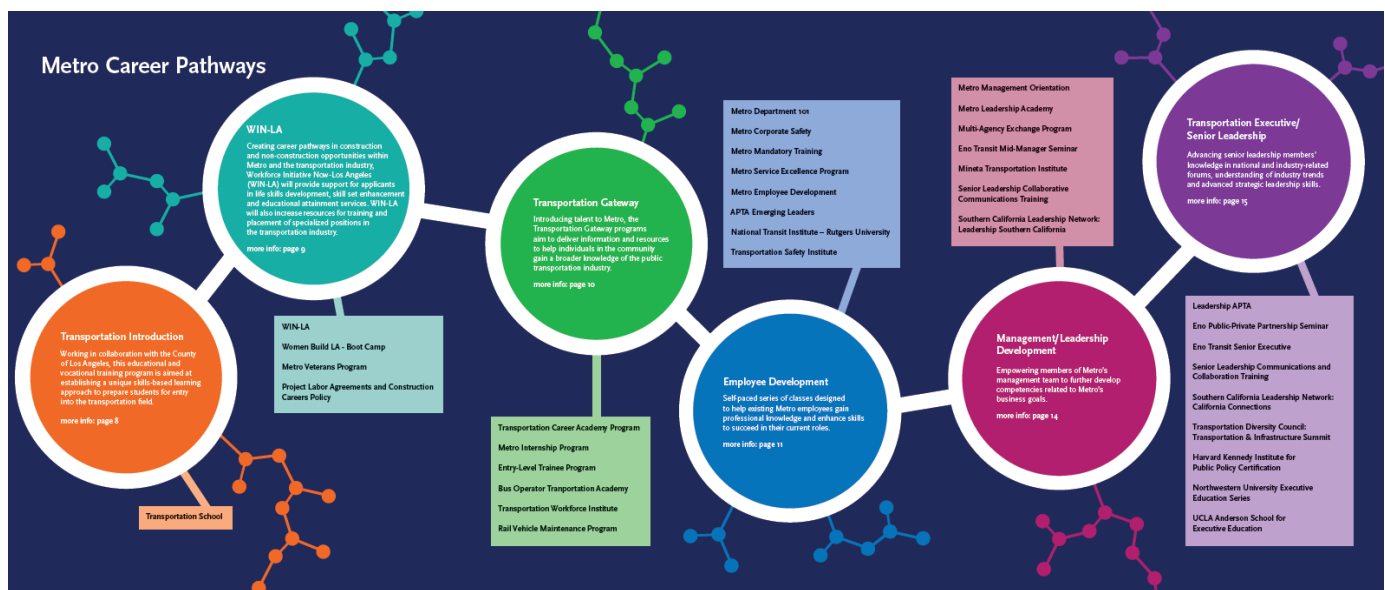 Metro Career Pathways
Transportation Introduction
Working in collaboration with the County
of Los Angeles, this educational and
vocational training program is aimed at
establishing a unique skills-based learning
approach to prepare students for entry
into the transportation field.
more info: page 8
Transportation School
WIN-LA
Creating career pathways in construction
and non-construction opportunities within
Metro and the transportation industry,
Workforce Initiative Now-Los Angeles
(WIN-LA) will provide support for applicants
in life skills development, skill set enhancement
and educational attainment services. WIN-LA
will also increase resources for training and
placement of specialized positions in
the transportation industry.
more info: page 9
WIN-LA
Women Build LA - Boot Camp
Metro Veterans Program
Project Labor Agreements and Construction
Careers Policy
Transportation Gateway
Introducing talent to Metro, the
Transportation Gateway programs
aim to deliver information and resources
to help individuals in the community
gain a broader knowledge of the public
transportation industry.
more info: page 10
Transportation Career Academy Program
Metro Internship Program
Entry-Level Trainee Program
Bus Operator Tranportation Academy
Transportation Workforce Institute
Rail Vehicle Maintenance Program
Metro Department 101
Metro Corporate Safety
Metro Mandatory Training
Metro Service Excellence Program
Metro Employee Development
APTA Emerging Leaders
National Transit Institute – Rutgers University
Transportation Safety Institute
Employee Development
Self-paced series of classes designed
to help existing Metro employees gain
professional knowledge and enhance skills
to succeed in their current roles.
more info: page 11
Metro Management Orientation
Metro Leadership Academy
Multi-Agency Exchange Program
Eno Transit Mid-Manager Seminar
Mineta Transportation Institute
Senior Leadership Collaborative
Communications Training
Southern California Leadership Network:
Leadership Southern California
Management/Leadership
Development
Empowering members of Metro's
management team to further develop
competencies related to Metro's
business goals.
more info: page 14
Transportation Executive/
Senior Leadership
Advancing senior leadership members'
knowledge in national and industry-related
forums, understanding of industry trends
and advanced strategic leadership skills.
more info: page 15
Leadership APTA
Eno Public-Private Partnership Seminar
Eno Transit Senior Executive
Senior Leadership Communications and
Collaboration Training
Southern California Leadership Network:
California Connections
Transportation Diversity Council:
Transportation & Infrastructure Summit
Harvard Kennedy Institute for
Public Policy Certification
Northwestern University Executive
Education Series
UCLA Anderson School for
Executive Education